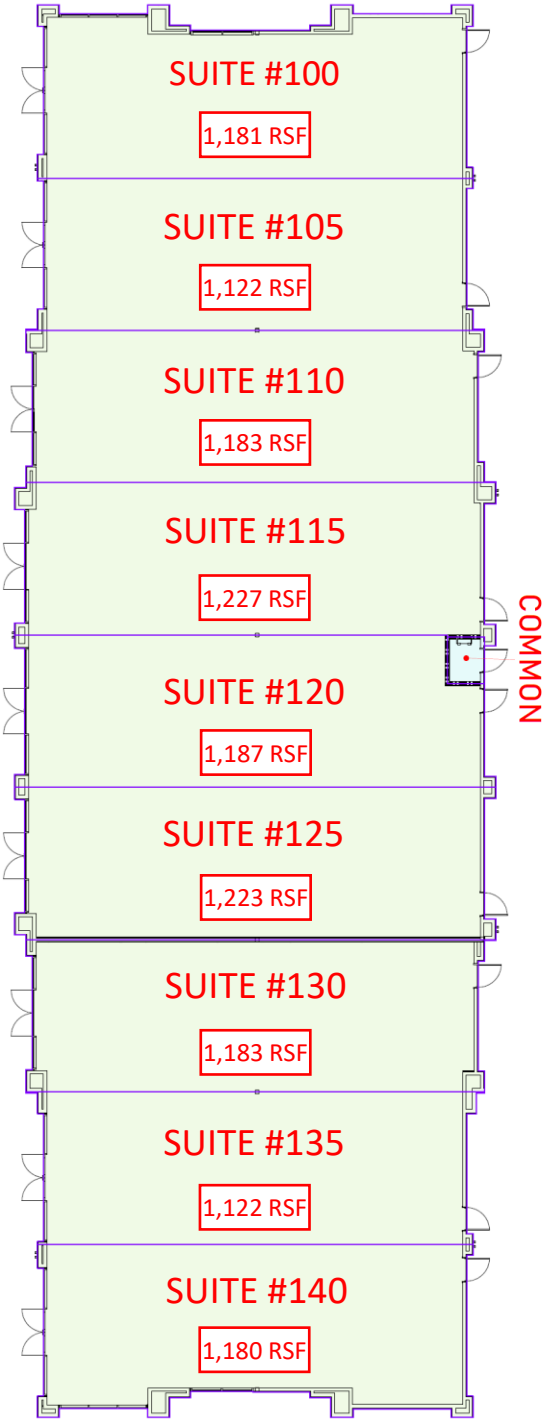 SUITE #100
1,181 RSF
SUITE #105
1,122 RSF
SUITE #110
1,183 RSF
SUITE #115
1,227 RSF
COMMON
SUITE #120
1,187 RSF
SUITE #125
1,223 RSF
SUITE #130
1,183 RSF
SUITE #135
1,122 RSF
SUITE #140
1,180 RSF